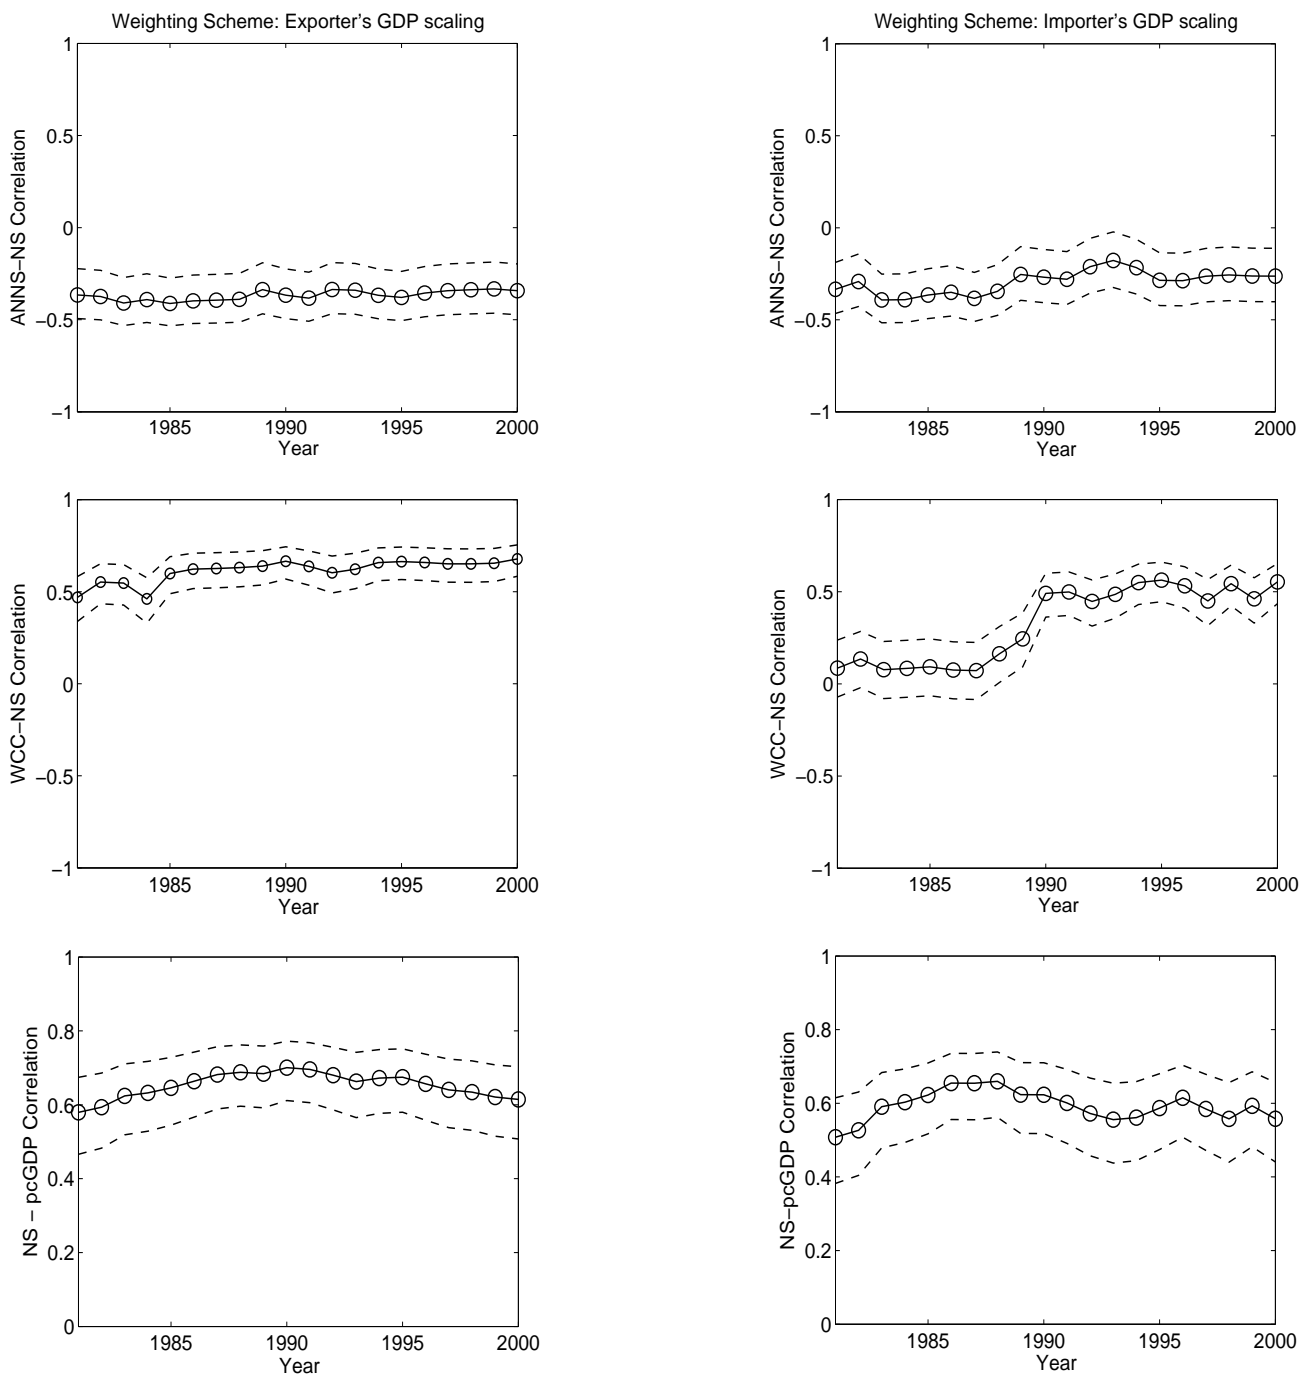 Weighting Scheme: Exporter's GDP scaling
1
0.5
0
−0.5
−1
ANNS−NS Correlation
1985 1990 1995 2000
Year
Weighting Scheme: Importer's GDP scaling
1
0.5
0
−0.5
−1
ANNS−NS Correlation
1985 1990 1995 2000
Year
1
0.5
0
−0.5
−1
WCC−NS Correlation
1985 1990 1995 2000
Year
1
0.5
0
−0.5
−1
WCC−NS Correlation
1985 1990 1995 2000
Year
1
0.8
0.6
0.4
0.2
0
NS − pcGDP Correlation
1985 1990 1995 2000
Year
1
0.8
0.6
0.4
0.2
0
NS−pcGDP Correlation
1985 1990 1995 2000
Year